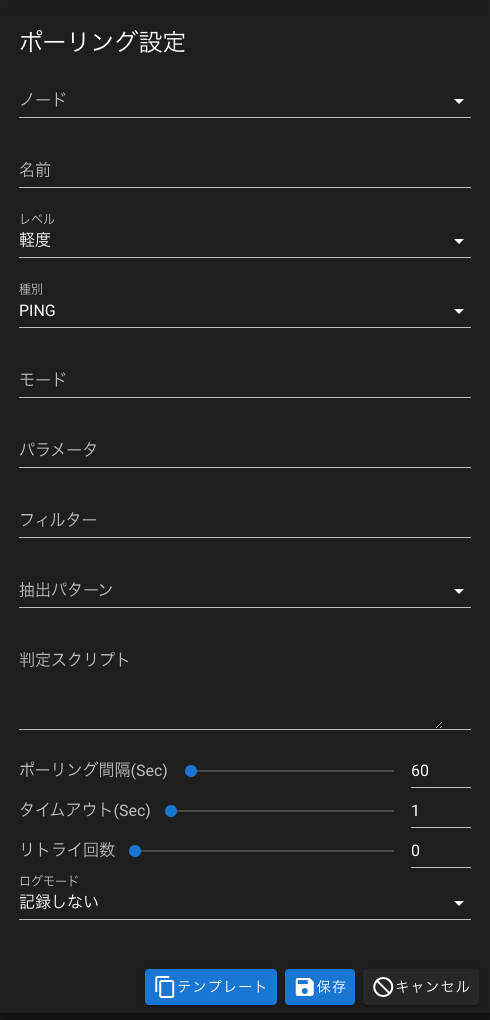 ポーリング設定
ノード
名前
レベル
軽度
種別
PING
モード
パラメータ
フィルター
抽出パターン
判定スクリプト
ポーリング間隔(Sec) 60
タイムアウト(Sec) 1
リトライ回数 0
ログモード
記録しない
テンプレート 保存 キャンセル